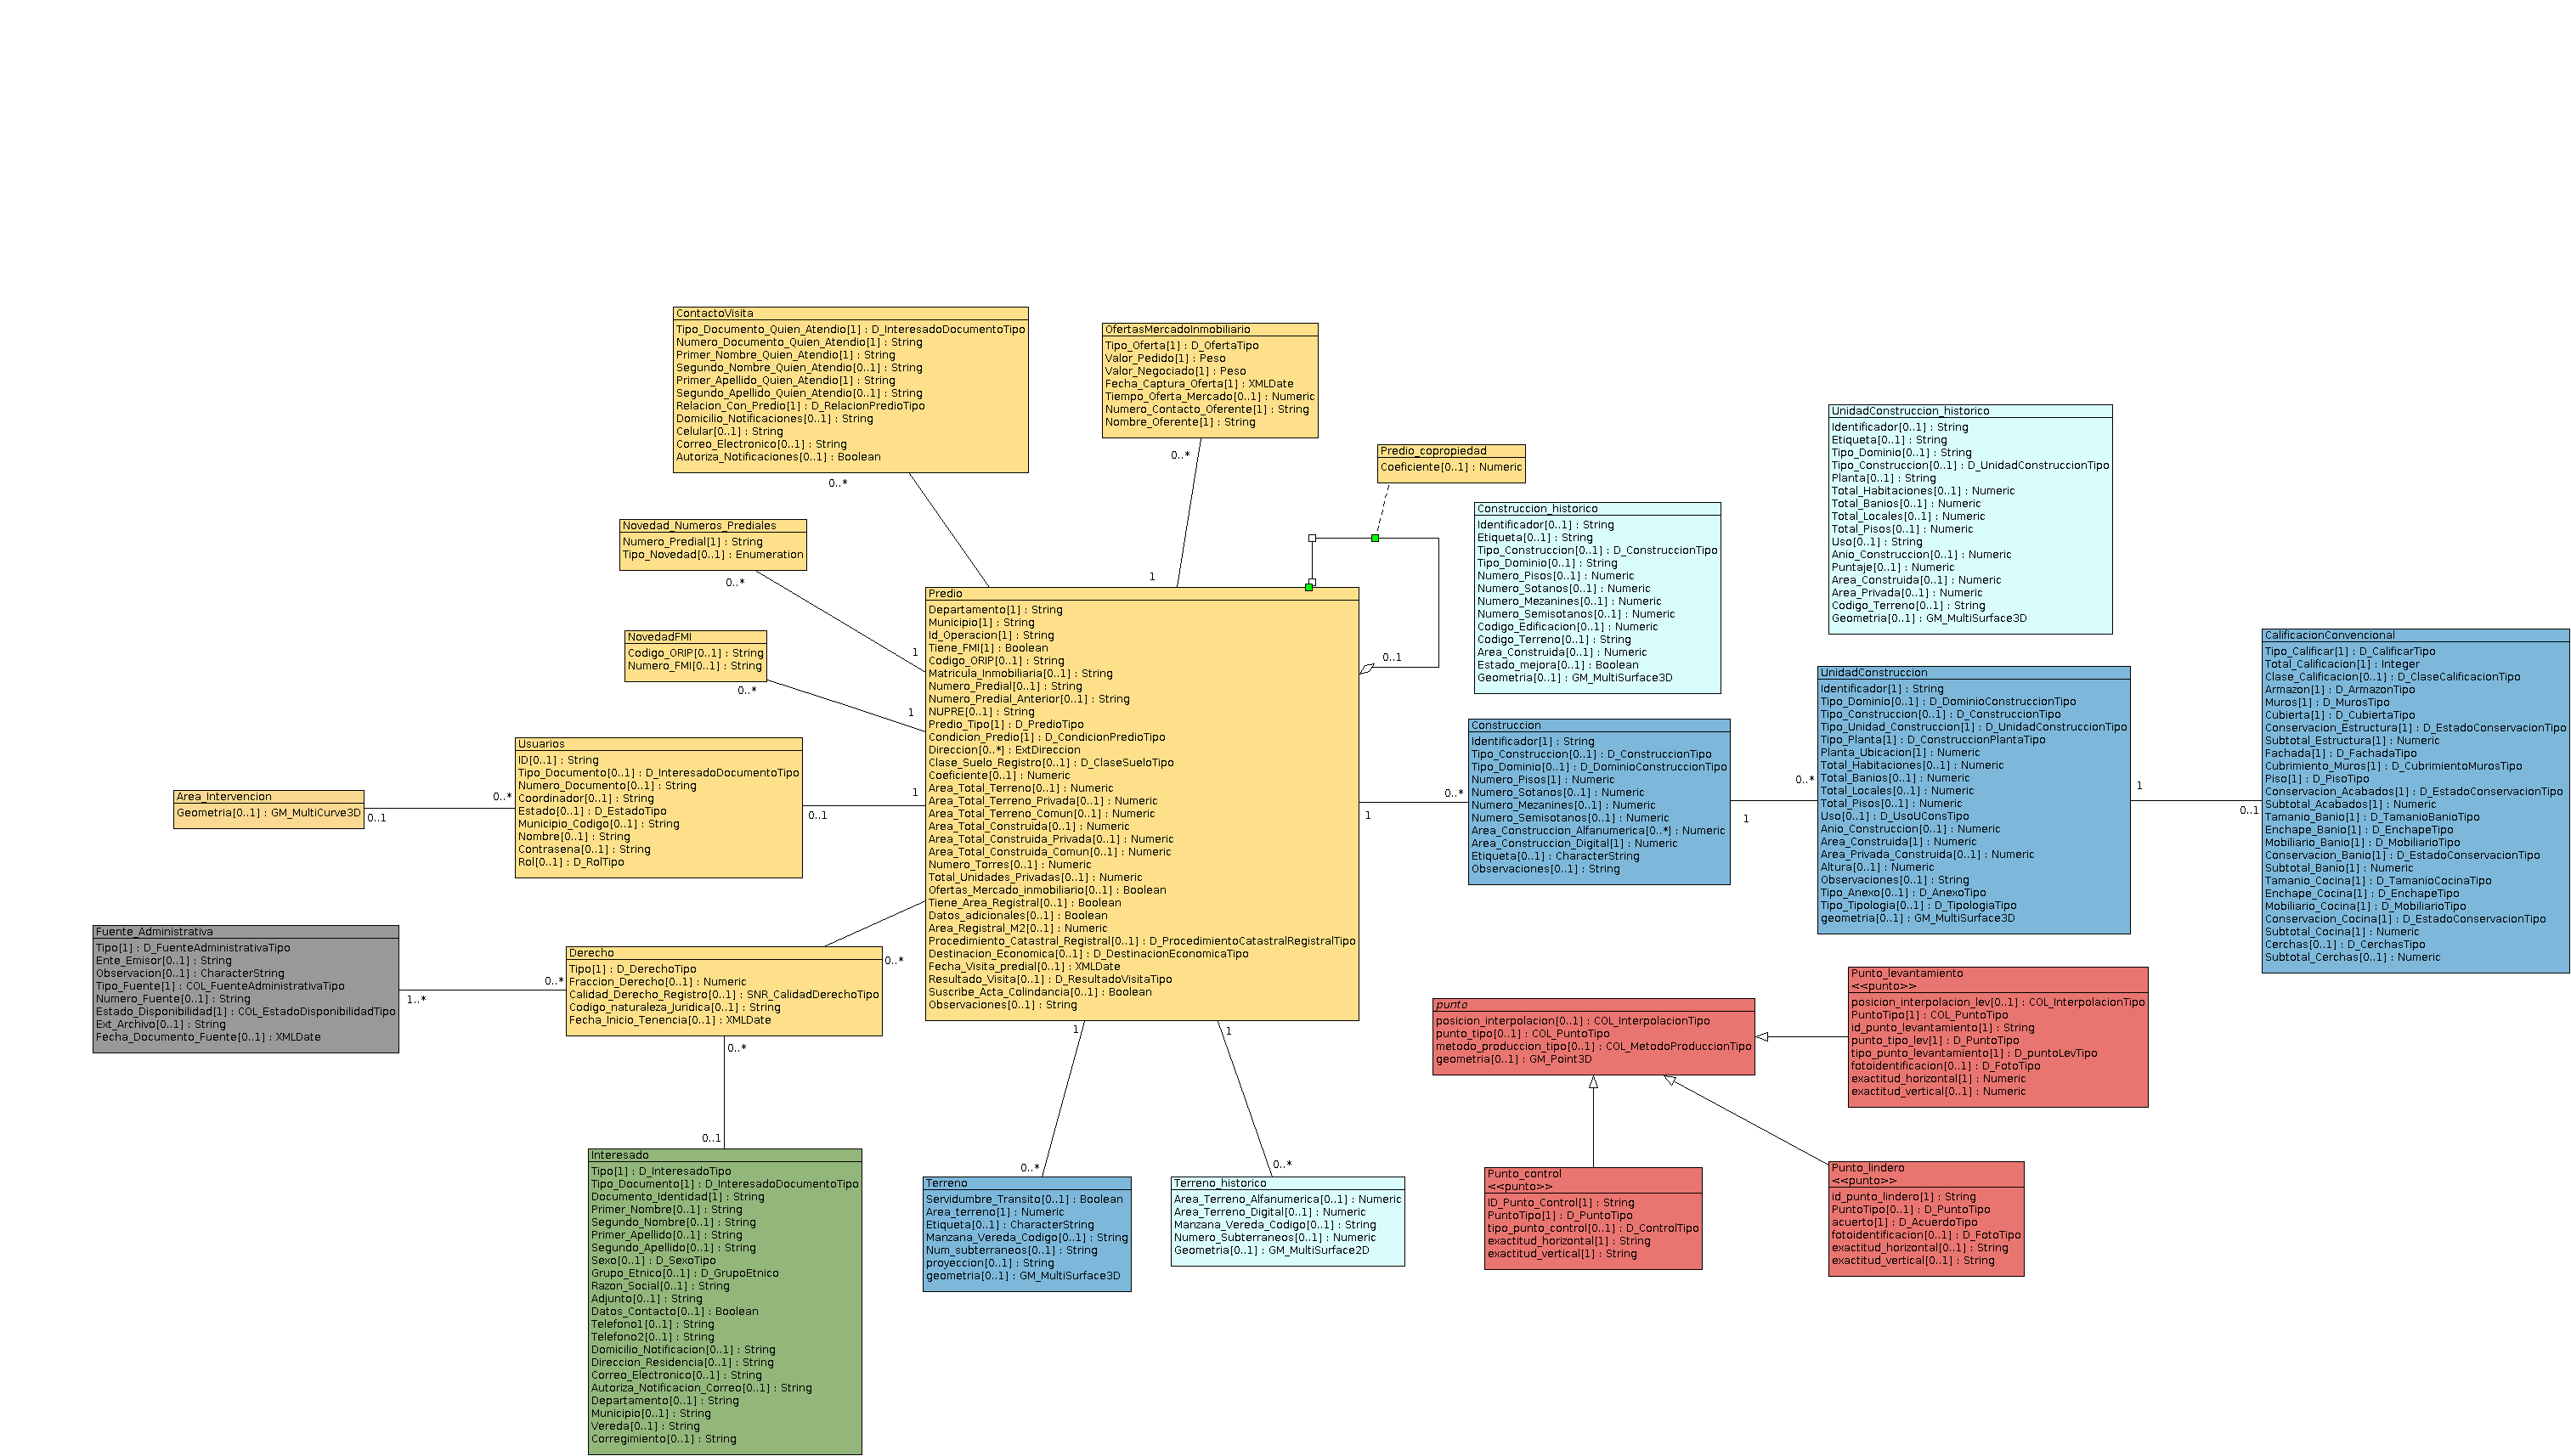 ContactoVisita
Tipo_Documento_Quien_Atendio[1] : D_InteresadoDocumentoTipo
Numero_Documento_Quien_Atendio[1] : String
Primer_Nombre_Quien_Atendio[1] : String
Segundo_Nombre_Quien_Atendio[0..1] : String
Primer_Apellido_Quien_Atendio[1] : String
Segundo_Apellido_Quien_Atendio[0..1] : String
Relacion_Con_Predio[1] : D_RelacionPredioTipo
Domicilio_Notificaciones[0..1] : String
Celular[0..1] : String
Correo_Electronico[0..1] : String
Autoriza_Notificaciones[0..1] : Boolean
0..*
OfertasMercadoInmobiliario
Tipo_Oferta[1] : D_OfertaTipo
Valor_Pedido[1] : Peso
Valor_Negociado[1] : Peso
Fecha_Captura_Oferta[1] : XMLDate
Tiempo_Oferta_Mercado[0..1] : Numeric
Numero_Contacto_Oferente[1] : String
Nombre_Oferente[1] : String
0..*
1
Predio_copropiedad
Coeficiente[0..1] : Numeric
0..1
Novedad_Numeros_Prediales
Numero_Predial[1] : String
Tipo_Novedad[0..1] : Enumeration
0..*
1
NovedadFMI
Codigo_ORIP[0..1] : String
Numero_FMI[0..1] : String
0..*
1
Usuarios
ID[0..1] : String
Tipo_Documento[0..1] : D_InteresadoDocumentoTipo
Numero_Documento[0..1] : String
Coordinador[0..1] : String
Estado[0..1] : D_EstadoTipo
Municipio_Codigo[0..1] : String
Nombre[0..1] : String
Contrasena[0..1] : String
Rol[0..1] : D_RolTipo
0..*
0..1
1
Area_Intervencion
Geometria[0..1] : GM_MultiCurve3D
0..1
Fuente_Administrativa
Tipo[1] : D_FuenteAdministrativaTipo
Ente_Emisor[0..1] : String
Observacion[0..1] : CharacterString
Tipo_Fuente[1] : COL_FuenteAdministrativaTipo
Numero_Fuente[0..1] : String
Estado_Disponibilidad[1] : COL_EstadoDisponibilidadTipo
Ext_Archivo[0..1] : String
Fecha_Documento_Fuente[0..1] : XMLDate
1..*
0..*
Derecho
Tipo[1] : D_DerechoTipo
Fraccion_Derecho[0..1] : Numeric
Calidad_Derecho_Registro[0..1] : SNR_CalidadDerechoTipo
Codigo_naturaleza_Juridica[0..1] : String
Fecha_Inicio_Tenencia[0..1] : XMLDate
0..*
0..*
0..1
Interesado
Tipo[1] : D_InteresadoTipo
Tipo_Documento[1] : D_InteresadoDocumentoTipo
Documento_Identidad[1] : String
Primer_Nombre[0..1] : String
Segundo_Nombre[0..1] : String
Primer_Apellido[0..1] : String
Segundo_Apellido[0..1] : String
Sexo[0..1] : D_SexoTipo
Grupo_Etnico[0..1] : D_GrupoEtnico
Razon_Social[0..1] : String
Adjunto[0..1] : String
Datos_Contacto[0..1] : Boolean
Telefono1[0..1] : String
Telefono2[0..1] : String
Domicilio_Notificacion[0..1] : String
Direccion_Residencia[0..1] : String
Correo_Electronico[0..1] : String
Autoriza_Notificacion_Correo[0..1] : String
Departamento[0..1] : String
Municipio[0..1] : String
Vereda[0..1] : String
Corregimiento[0..1] : String
Predio
Departamento[1] : String
Municipio[1] : String
Id_Operacion[1] : String
Tiene_FMI[1] : Boolean
Codigo_ORIP[0..1] : String
Matricula_Inmobiliaria[0..1] : String
Numero_Predial[0..1] : String
Numero_Predial_Anterior[0..1] : String
NUPRE[0..1] : String
Predio_Tipo[1] : D_PredioTipo
Condicion_Predio[1] : D_CondicionPredioTipo
Direccion[0..*] : ExtDireccion
Clase_Suelo_Registro[0..1] : D_ClaseSueloTipo
Coeficiente[0..1] : Numeric
Area_Total_Terreno[0..1] : Numeric
Area_Total_Terreno_Privada[0..1] : Numeric
Area_Total_Terreno_Comun[0..1] : Numeric
Area_Total_Construida[0..1] : Numeric
Area_Total_Construida_Privada[0..1] : Numeric
Area_Total_Construida_Comun[0..1] : Numeric
Numero_Torres[0..1] : Numeric
Total_Unidades_Privadas[0..1] : Numeric
Ofertas_Mercado_inmobiliario[0..1] : Boolean
Tiene_Area_Registral[0..1] : Boolean
Datos_adicionales[0..1] : Boolean
Area_Registral_M2[0..1] : Numeric
Procedimiento_Catastral_Registral[0..1] : D_ProcedimientoCatastralRegistralTipo
Destinacion_Economica[0..1] : D_DestinacionEconomicaTipo
Fecha_Visita_predial[0..1] : XMLDate
Resultado_Visita[0..1] : D_ResultadoVisitaTipo
Suscribe_Acta_Colindancia[0..1] : Boolean
Observaciones[0..1] : String
1
0..*
1
0..*
Terreno
Servidumbre_Transito[0..1] : Boolean
Area_terreno[1] : Numeric
Etiqueta[0..1] : CharacterString
Manzana_Vereda_Codigo[0..1] : String
Num_subterraneos[0..1] : String
proyeccion[0..1] : String
geometria[0..1] : GM_MultiSurface3D
Terreno_historico
Area_Terreno_Alfanumerica[0..1] : Numeric
Area_Terreno_Digital[0..1] : Numeric
Manzana_Vereda_Codigo[0..1] : String
Numero_Subterraneos[0..1] : Numeric
Geometria[0..1] : GM_MultiSurface2D
Construccion_historico
Identificador[0..1] : String
Etiqueta[0..1] : String
Tipo_Construccion[0..1] : D_ConstruccionTipo
Tipo_Dominio[0..1] : String
Numero_Pisos[0..1] : Numeric
Numero_Sotanos[0..1] : Numeric
Numero_Mezanines[0..1] : Numeric
Numero_Semisotanos[0..1] : Numeric
Codigo_Edificacion[0..1] : Numeric
Codigo_Terreno[0..1] : String
Area_Construida[0..1] : Numeric
Estado_mejora[0..1] : Boolean
Geometria[0..1] : GM_MultiSurface3D
1
0..*
Construccion
Identificador[1] : String
Tipo_Construccion[0..1] : D_ConstruccionTipo
Tipo_Dominio[0..1] : D_DominioConstruccionTipo
Numero_Pisos[1] : Numeric
Numero_Sotanos[0..1] : Numeric
Numero_Mezanines[0..1] : Numeric
Numero_Semisotanos[0..1] : Numeric
Area_Construccion_Alfanumerica[0..*] : Numeric
Area_Construccion_Digital[1] : Numeric
Etiqueta[0..1] : CharacterString
Observaciones[0..1] : String
1
0..*
UnidadConstruccion_historico
Identificador[0..1] : String
Etiqueta[0..1] : String
Tipo_Dominio[0..1] : String
Tipo_Construccion[0..1] : D_UnidadConstruccionTipo
Planta[0..1] : String
Total_Habitaciones[0..1] : Numeric
Total_Banios[0..1] : Numeric
Total_Locales[0..1] : Numeric
Total_Pisos[0..1] : Numeric
Uso[0..1] : String
Anio_Construccion[0..1] : Numeric
Puntaje[0..1] : Numeric
Area_Construida[0..1] : Numeric
Area_Privada[0..1] : Numeric
Codigo_Terreno[0..1] : String
Geometria[0..1] : GM_MultiSurface3D
UnidadConstruccion
Identificador[1] : String
Tipo_Dominio[0..1] : D_DominioConstruccionTipo
Tipo_Construccion[0..1] : D_ConstruccionTipo
Tipo_Unidad_Construccion[1] : D_UnidadConstruccionTipo
Tipo_Planta[1] : D_ConstruccionPlantaTipo
Planta_Ubicacion[1] : Numeric
Total_Habitaciones[0..1] : Numeric
Total_Banios[0..1] : Numeric
Total_Locales[0..1] : Numeric
Total_Pisos[0..1] : Numeric
Uso[0..1] : D_UsoUConsTipo
Anio_Construccion[0..1] : Numeric
Area_Construida[1] : Numeric
Area_Privada_Construida[0..1] : Numeric
Altura[0..1] : Numeric
Observaciones[0..1] : String
Tipo_Anexo[0..1] : D_AnexoTipo
Tipo_Tipologia[0..1] : D_TipologiaTipo
geometria[0..1] : GM_MultiSurface3D
1
0..1
CalificacionConvencional
Tipo_Calificar[1] : D_CalificarTipo
Total_Calificacion[1] : Integer
Clase_Calificacion[0..1] : D_ClaseCalificacionTipo
Armazon[1] : D_ArmazonTipo
Muros[1] : D_MurosTipo
Cubierta[1] : D_CubiertaTipo
Conservacion_Estructura[1] : D_EstadoConservacionTipo
Subtotal_Estructura[1] : Numeric
Fachada[1] : D_FachadaTipo
Cubrimiento_Muros[1] : D_CubrimientoMurosTipo
Piso[1] : D_PisoTipo
Conservacion_Acabados[1] : D_EstadoConservacionTipo
Subtotal_Acabados[1] : Numeric
Tamanio_Banio[1] : D_TamanioBanioTipo
Enchape_Banio[1] : D_EnchapeTipo
Mobiliario_Banio[1] : D_MobiliarioTipo
Conservacion_Banio[1] : D_EstadoConservacionTipo
Subtotal_Banio[1] : Numeric
Tamanio_Cocina[1] : D_TamanioCocinaTipo
Enchape_Cocina[1] : D_EnchapeTipo
Mobiliario_Cocina[1] : D_MobiliarioTipo
Conservacion_Cocina[1] : D_EstadoConservacionTipo
Subtotal_Cocina[1] : Numeric
Cerchas[0..1] : D_CerchasTipo
Subtotal_Cerchas[0..1] : Numeric
punto
posicion_interpolacion[0..1] : COL_InterpolacionTipo
punto_tipo[0..1] : COL_PuntoTipo
metodo_produccion_tipo[0..1] : COL_MetodoProduccionTipo
geometria[0..1] : GM_Point3D
Punto_levantamiento
<<punto>>
posicion_interpolacion_lev[0..1] : COL_InterpolacionTipo
PuntoTipo[1] : COL_PuntoTipo
id_punto_levantamiento[1] : String
punto_tipo_lev[1] : D_PuntoTipo
tipo_punto_levantamiento[1] : D_puntoLevTipo
fotoidentificacion[0..1] : D_FotoTipo
exactitud_horizontal[1] : Numeric
exactitud_vertical[0..1] : Numeric
Punto_control
<<punto>>
ID_Punto_Control[1] : String
PuntoTipo[1] : D_PuntoTipo
tipo_punto_control[0..1] : D_ControlTipo
exactitud_horizontal[1] : String
exactitud_vertical[1] : String
Punto_lindero
<<punto>>
id_punto_lindero[1] : String
PuntoTipo[0..1] : D_PuntoTipo
acuerto[1] : D_AcuerdoTipo
fotoidentificacion[0..1] : D_FotoTipo
exactitud_horizontal[0..1] : String
exactitud_vertical[0..1] : String